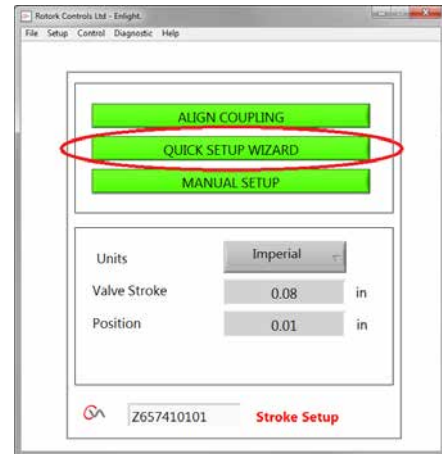 Rotork Controls Ltd - Enlight.
File Setup Control Diagnostic Help
ALIGN COUPLING
QUICK SETUP WIZARD
MANUAL SETUP
Units Imperial
Valve Stroke 0.08 in
Position 0.01 in
Z657410101 Stroke Setup